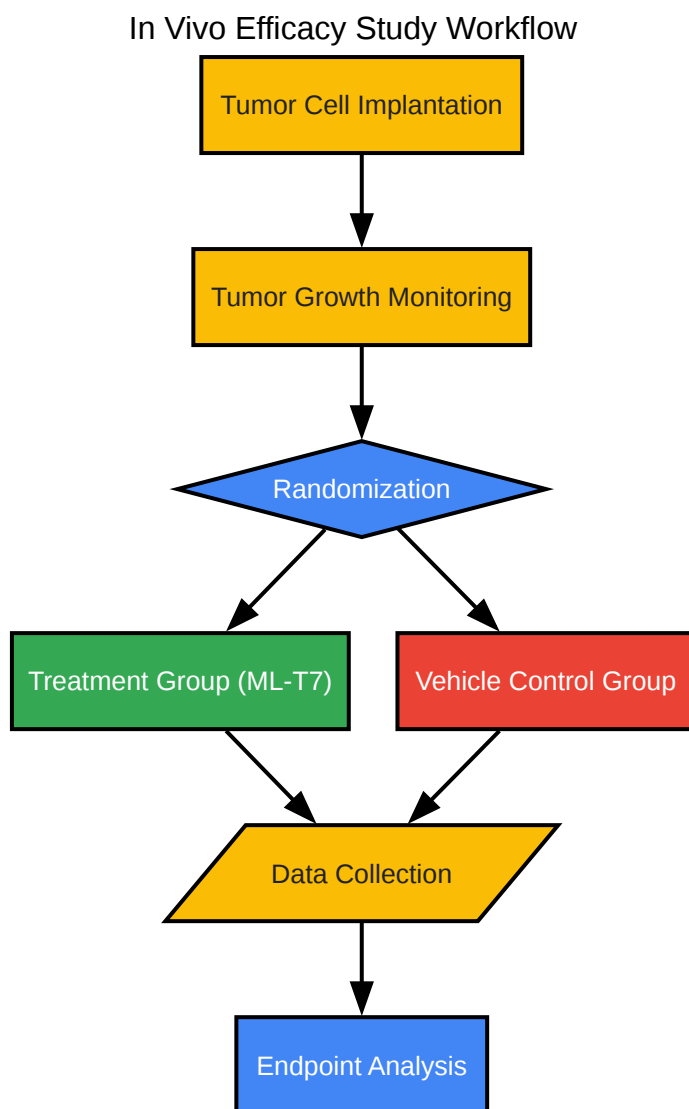 In Vivo Efficacy Study Workflow
Tumor Cell Implantation
Tumor Growth Monitoring
Randomization
Treatment Group (ML-T7)
Vehicle Control Group
Data Collection
Endpoint Analysis